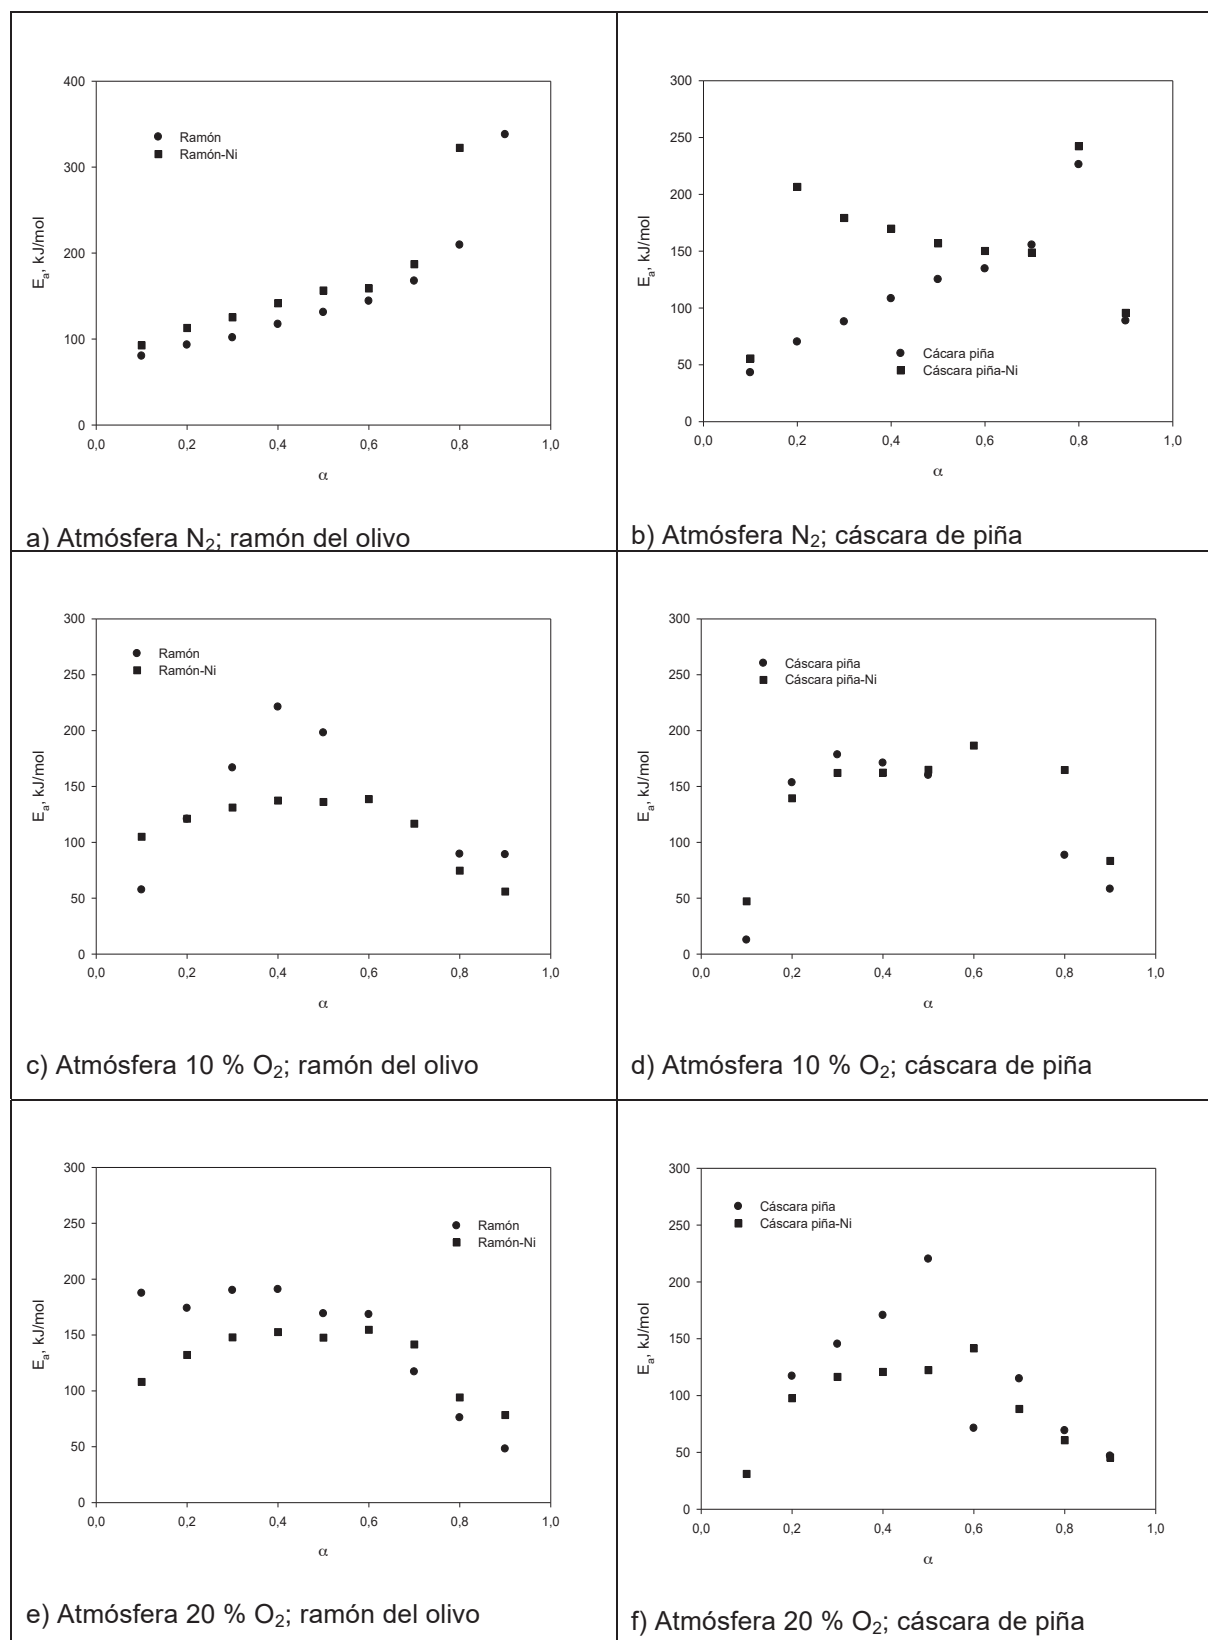 400
300
200
100
0
E_a, kJ/mol
Ramón
Ramón-Ni
0,0 0,2 0,4 0,6 0,8 1,0
α
a) Atmósfera N₂; ramón del olivo
300
250
200
150
100
50
0
E_a, kJ/mol
Cácara piña
Cáscara piña-Ni
0,0 0,2 0,4 0,6 0,8 1,0
α
b) Atmósfera N₂; cáscara de piña
300
250
200
150
100
50
0
E_a, kJ/mol
Ramón
Ramón-Ni
0,0 0,2 0,4 0,6 0,8 1,0
α
c) Atmósfera 10 % O₂; ramón del olivo
300
250
200
150
100
50
0
E_a, kJ/mol
Cáscara piña
Cáscara piña-Ni
0,0 0,2 0,4 0,6 0,8 1,0
α
d) Atmósfera 10 % O₂; cáscara de piña
300
250
200
150
100
50
0
E_a, kJ/mol
Ramón
Ramón-Ni
0,0 0,2 0,4 0,6 0,8 1,0
α
e) Atmósfera 20 % O₂; ramón del olivo
300
250
200
150
100
50
0
E_a, kJ/mol
Cáscara piña
Cáscara piña-Ni
0,0 0,2 0,4 0,6 0,8 1,0
α
f) Atmósfera 20 % O₂; cáscara de piña